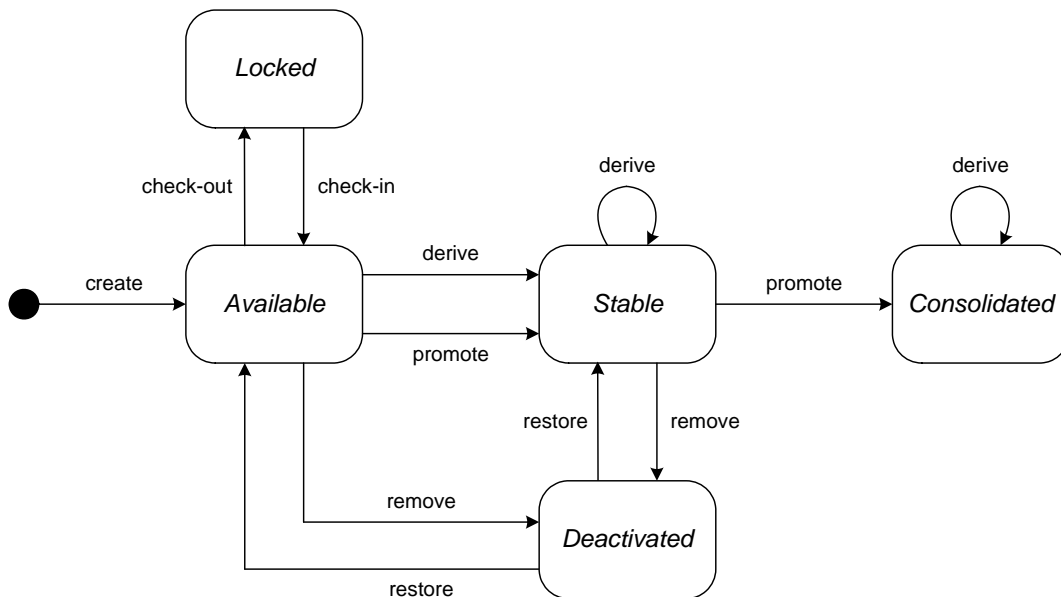 Locked
derive
derive
check-out
check-in
derive
create
Available
Stable
promote
Consolidated
promote
restore
remove
remove
Deactivated
restore